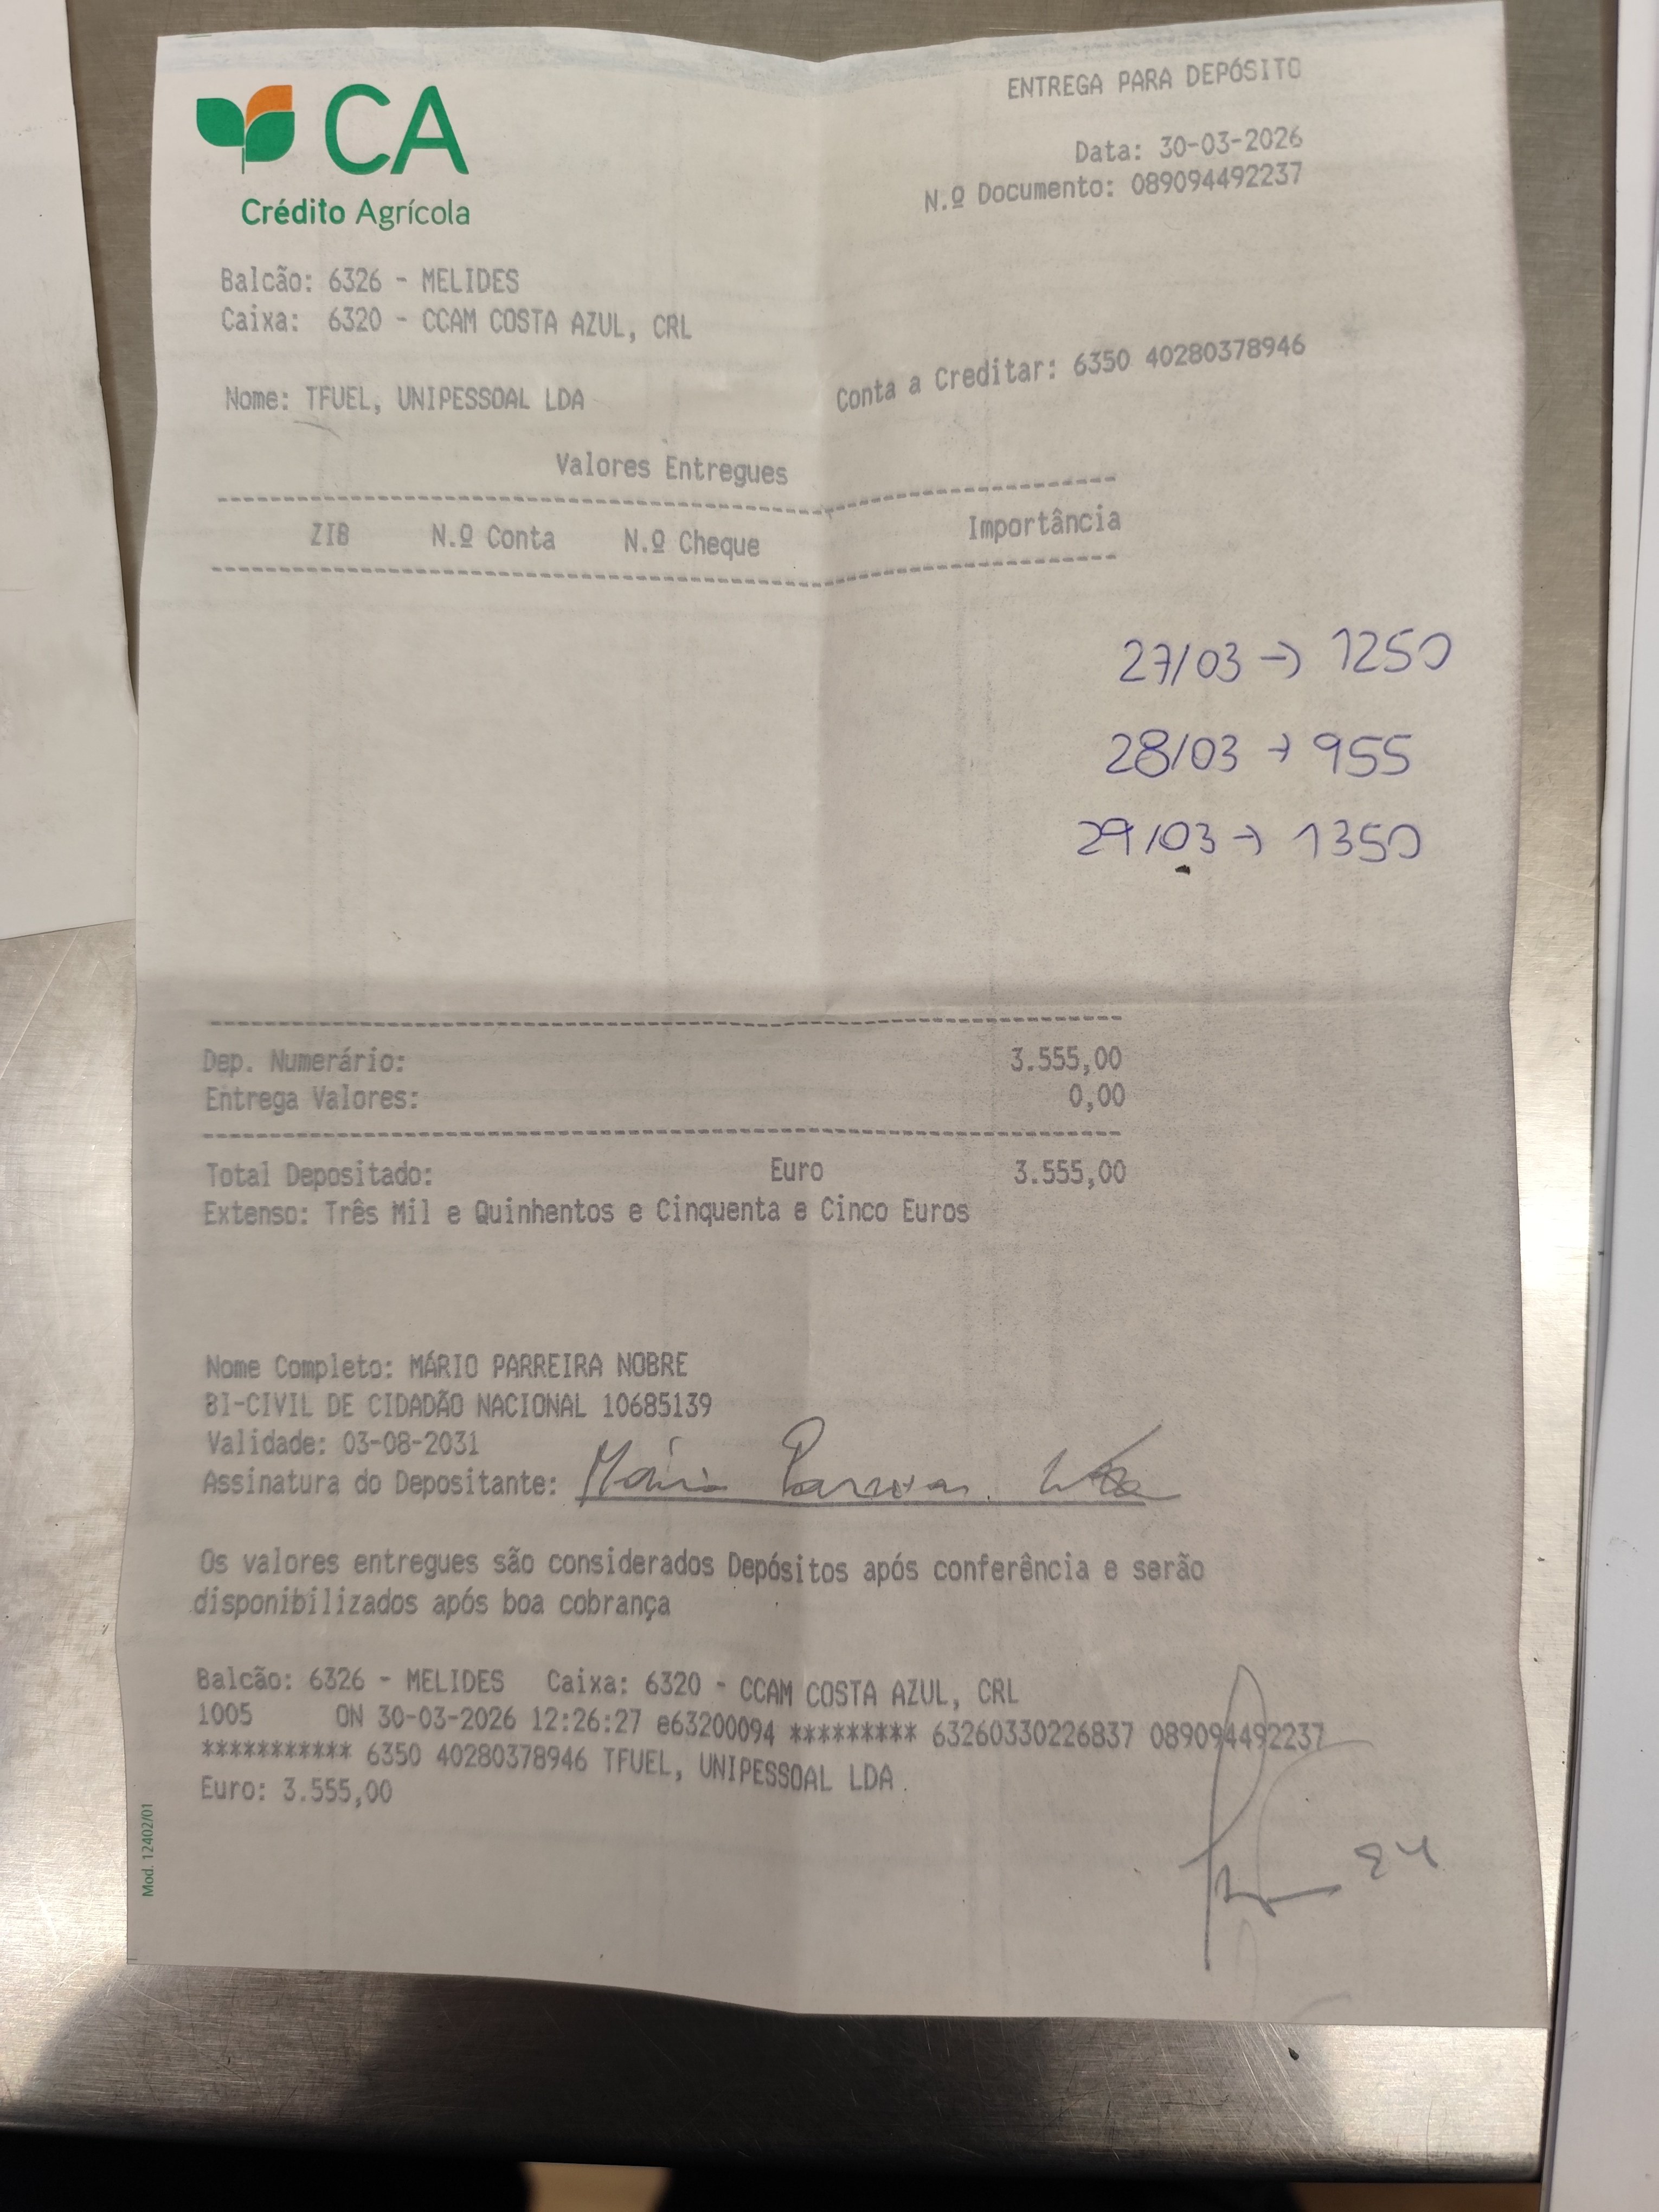 CA
Crédito Agrícola
ENTREGA PARA DEPÓSITO
Data: 30-03-2026
N.º Documento: 089094492237
Balcão: 6326 - MELIDES
Caixa: 6320 - CCAM COSTA AZUL, CRL
Conta a Creditar: 6350 40280378946
Nome: TFUEL, UNIPESSOAL LDA
Valores Entregues
ZIB N.º Conta N.º Cheque Importância
27/03 → 1250
28/03 → 955
29/03 → 1350
Dep. Numerário: 3.555,00
Entrega Valores: 0,00
Total Depositado: Euro 3.555,00
Extenso: Três Mil e Quinhentos e Cinquenta e Cinco Euros
Nome Completo: MÁRIO PARREIRA NOBRE
BI-CIVIL DE CIDADÃO NACIONAL 10685139
Validade: 03-08-2031
Assinatura do Depositante: Mário
Os valores entregues são considerados Depósitos após conferência e serão
disponibilizados após boa cobrança
Balcão: 6326 - MELIDES Caixa: 6320 - CCAM COSTA AZUL, CRL
1005 ON 30-03-2026 12:26:27 e63200094 ********* 63260330226837 089094492237
*********** 6350 40280378946 TFUEL, UNIPESSOAL LDA
Euro: 3.555,00
Mod. 12402/01